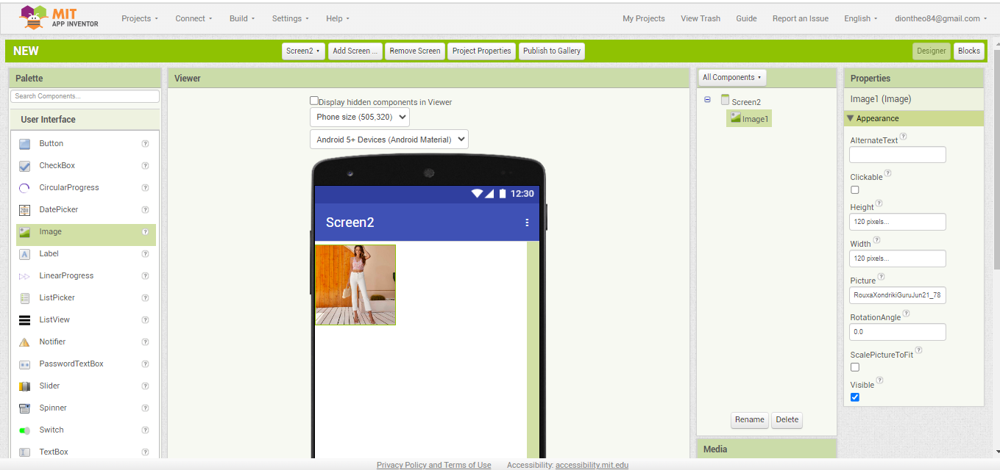 MIT
APP INVENTOR
Projects
Connect
Build
Settings
Help
My Projects
View Trash
Guide
Report an Issue
English
diontheo84@gmail.com
NEW
Screen2
Add Screen ...
Remove Screen
Project Properties
Publish to Gallery
Designer
Blocks
Palette
Search Components...
User Interface
Button
CheckBox
CircularProgress
DatePicker
Image
Label
LinearProgress
ListPicker
ListView
Notifier
PasswordTextBox
Slider
Spinner
Switch
TextBox
Viewer
Display hidden components in Viewer
Phone size (505,320)
Android 5+ Devices (Android Material)
12:30
Screen2
All Components
Screen2
Image1
Rename
Delete
Media
Properties
Image1 (Image)
Appearance
AlternateText
Clickable
Height
120 pixels...
Width
120 pixels...
Picture
RouxaXondrikiGuruJun21_78
RotationAngle
0.0
ScalePictureToFit
Visible
Privacy Policy and Terms of Use
Accessibility: accessibility.mit.edu